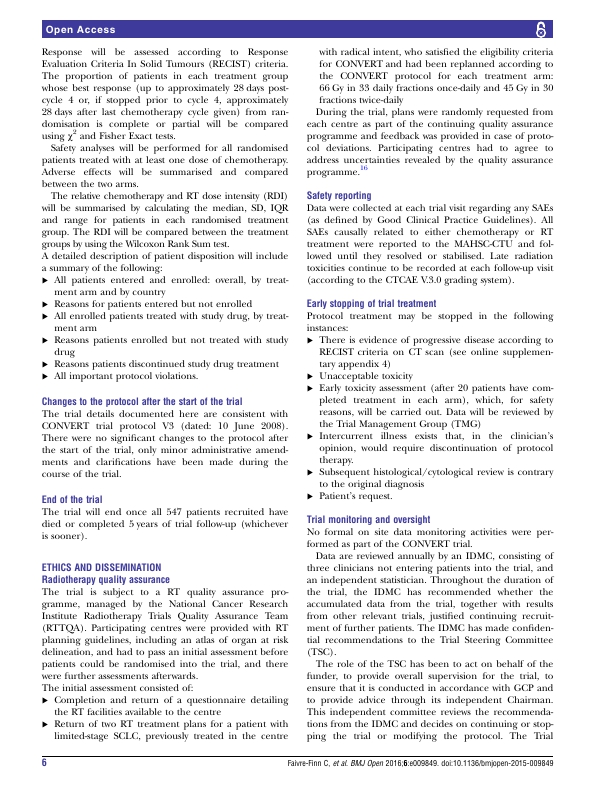 Open Access
Response will be assessed according to Response
Evaluation Criteria In Solid Tumours (RECIST) criteria.
The proportion of patients in each treatment group
whose best response (up to approximately 28 days post-
cycle 4 or, if stopped prior to cycle 4, approximately
28 days after last chemotherapy cycle given) from ran-
domisation is complete or partial will be compared
using χ2 and Fisher Exact tests.
Safety analyses will be performed for all randomised
patients treated with at least one dose of chemotherapy.
Adverse effects will be summarised and compared
between the two arms.
The relative chemotherapy and RT dose intensity (RDI)
will be summarised by calculating the median, SD, IQR
and range for patients in each randomised treatment
group. The RDI will be compared between the treatment
groups by using the Wilcoxon Rank Sum test.
A detailed description of patient disposition will include
a summary of the following:
▶ All patients entered and enrolled: overall, by treat-
ment arm and by country
▶ Reasons for patients entered but not enrolled
▶ All enrolled patients treated with study drug, by treat-
ment arm
▶ Reasons patients enrolled but not treated with study
drug
▶ Reasons patients discontinued study drug treatment
▶ All important protocol violations.
Changes to the protocol after the start of the trial
The trial details documented here are consistent with
CONVERT trial protocol V3 (dated: 10 June 2008).
There were no significant changes to the protocol after
the start of the trial, only minor administrative amend-
ments and clarifications have been made during the
course of the trial.
End of the trial
The trial will end once all 547 patients recruited have
died or completed 5 years of trial follow-up (whichever
is sooner).
ETHICS AND DISSEMINATION
Radiotherapy quality assurance
The trial is subject to a RT quality assurance pro-
gramme, managed by the National Cancer Research
Institute Radiotherapy Trials Quality Assurance Team
(RTTQA). Participating centres were provided with RT
planning guidelines, including an atlas of organ at risk
delineation, and had to pass an initial assessment before
patients could be randomised into the trial, and there
were further assessments afterwards.
The initial assessment consisted of:
▶ Completion and return of a questionnaire detailing
the RT facilities available to the centre
▶ Return of two RT treatment plans for a patient with
limited-stage SCLC, previously treated in the centre
with radical intent, who satisfied the eligibility criteria
for CONVERT and had been replanned according to
the CONVERT protocol for each treatment arm:
66 Gy in 33 daily fractions once-daily and 45 Gy in 30
fractions twice-daily
During the trial, plans were randomly requested from
each centre as part of the continuing quality assurance
programme and feedback was provided in case of proto-
col deviations. Participating centres had to agree to
address uncertainties revealed by the quality assurance
programme.16
Safety reporting
Data were collected at each trial visit regarding any SAEs
(as defined by Good Clinical Practice Guidelines). All
SAEs causally related to either chemotherapy or RT
treatment were reported to the MAHSC-CTU and fol-
lowed until they resolved or stabilised. Late radiation
toxicities continue to be recorded at each follow-up visit
(according to the CTCAE V.3.0 grading system).
Early stopping of trial treatment
Protocol treatment may be stopped in the following
instances:
▶ There is evidence of progressive disease according to
RECIST criteria on CT scan (see online supplemen-
tary appendix 4)
▶ Unacceptable toxicity
▶ Early toxicity assessment (after 20 patients have com-
pleted treatment in each arm), which, for safety
reasons, will be carried out. Data will be reviewed by
the Trial Management Group (TMG)
▶ Intercurrent illness exists that, in the clinician's
opinion, would require discontinuation of protocol
therapy.
▶ Subsequent histological/cytological review is contrary
to the original diagnosis
▶ Patient's request.
Trial monitoring and oversight
No formal on site data monitoring activities were per-
formed as part of the CONVERT trial.
Data are reviewed annually by an IDMC, consisting of
three clinicians not entering patients into the trial, and
an independent statistician. Throughout the duration of
the trial, the IDMC has recommended whether the
accumulated data from the trial, together with results
from other relevant trials, justified continuing recruit-
ment of further patients. The IDMC has made confiden-
tial recommendations to the Trial Steering Committee
(TSC).
The role of the TSC has been to act on behalf of the
funder, to provide overall supervision for the trial, to
ensure that it is conducted in accordance with GCP and
to provide advice through its independent Chairman.
This independent committee reviews the recommenda-
tions from the IDMC and decides on continuing or stop-
ping the trial or modifying the protocol. The Trial
6
Faivre-Finn C, et al. BMJ Open 2016;6:e009849. doi:10.1136/bmjopen-2015-009849